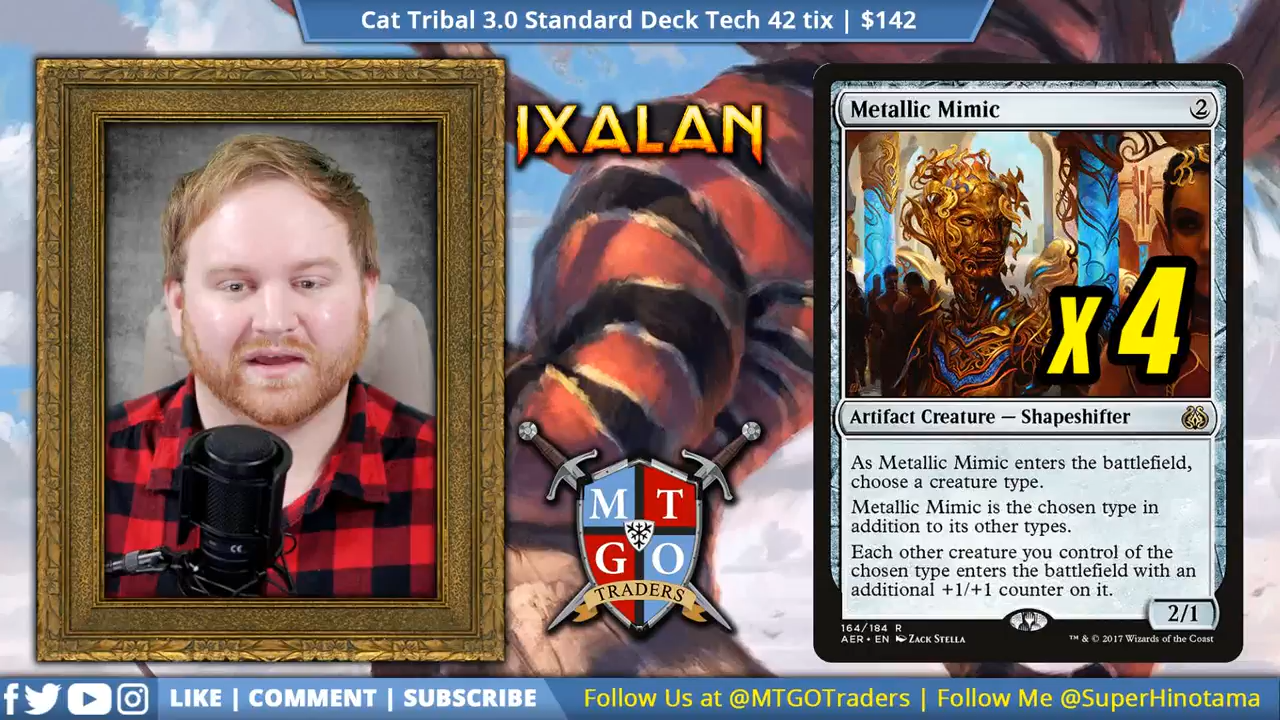 Cat Tribal 3.0 Standard Deck Tech 42 tix | $142
IXALAN
Metallic Mimic 2
x 4
Artifact Creature — Shapeshifter
As Metallic Mimic enters the battlefield,
choose a creature type.
Metallic Mimic is the chosen type in
addition to its other types.
Each other creature you control of the
chosen type enters the battlefield with an
additional +1/+1 counter on it.
2/1
164/184 R
AER • EN Zack Stella
™ & © 2017 Wizards of the Coast
M T
G O
TRADERS
CE
LIKE | COMMENT | SUBSCRIBE
Follow Us at @MTGOTraders | Follow Me @SuperHinotama